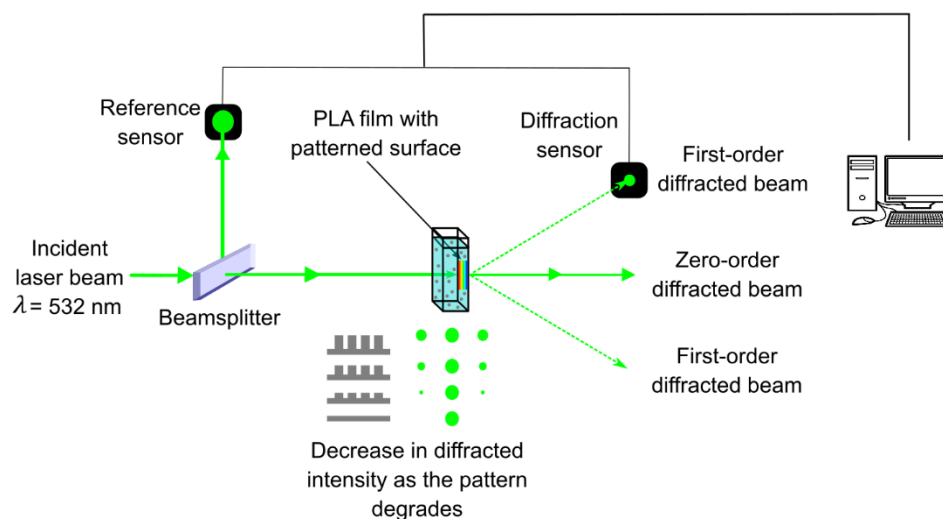 Reference
sensor
PLA film with
patterned surface
Diffraction
sensor
First-order
diffracted beam
Incident
laser beam
λ = 532 nm
Beamsplitter
Zero-order
diffracted beam
First-order
diffracted beam
Decrease in diffracted
intensity as the pattern
degrades